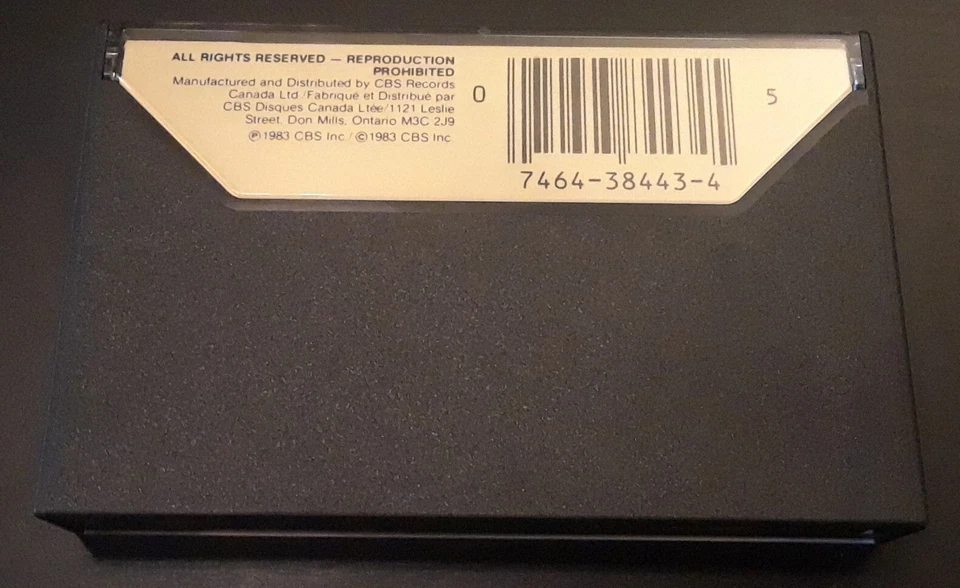 ALL RIGHTS RESERVED — REPRODUCTION
PROHIBITED
Manufactured and Distributed by CBS Records
Canada Ltd./Fabriqué et Distribué par
CBS Disques Canada Ltée/1121 Leslie
Street, Don Mills, Ontario M3C 2J9
℗1983 CBS Inc./©1983 CBS Inc.
0
5
7464-38443-4